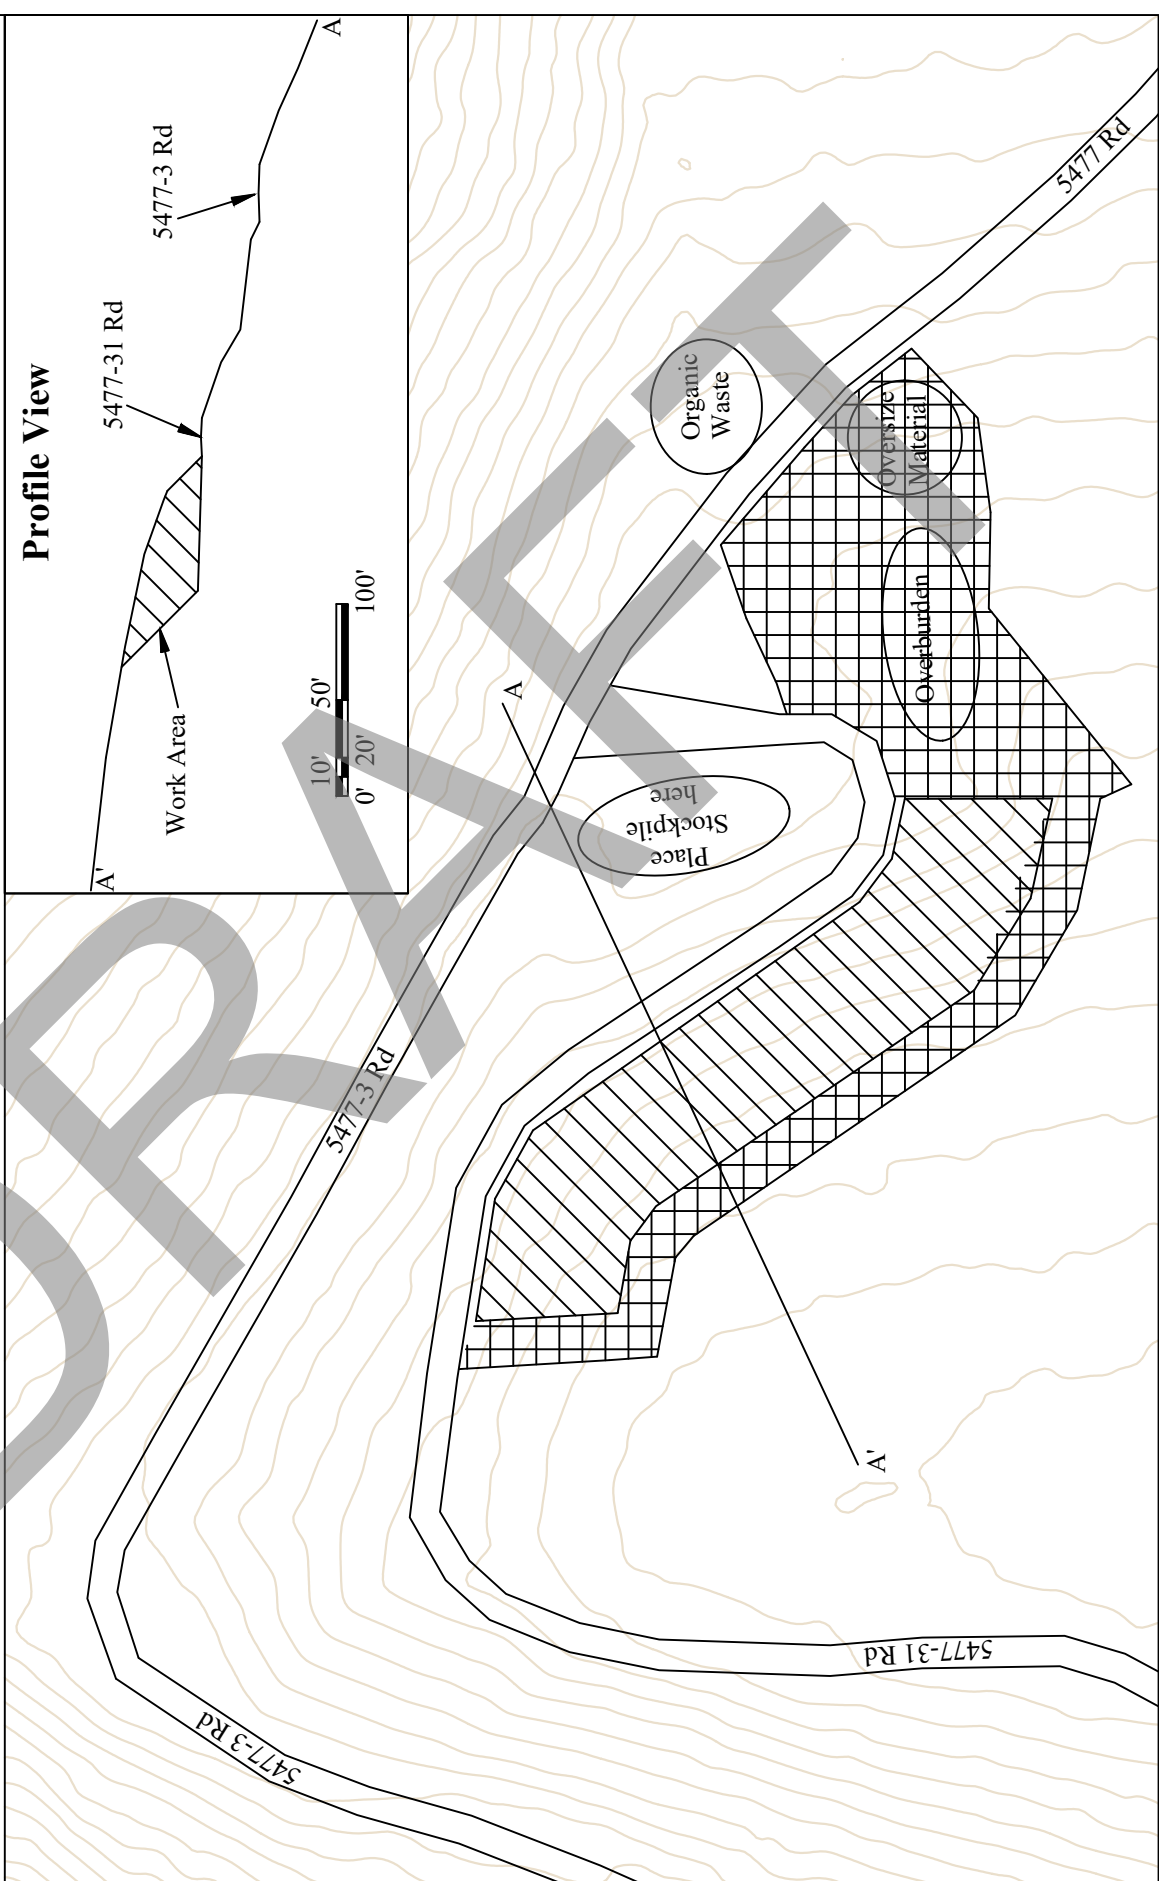 Profile View
A'
A
Work Area
5477-31 Rd
5477-3 Rd
10'
50'
0'
20'
100'
DRAFT
5477-3 Rd
5477-3 Rd
5477-31 Rd
5477 Rd
A
A'
Place
Stockpile
here
Organic
Waste
Oversize
Material
Overburden